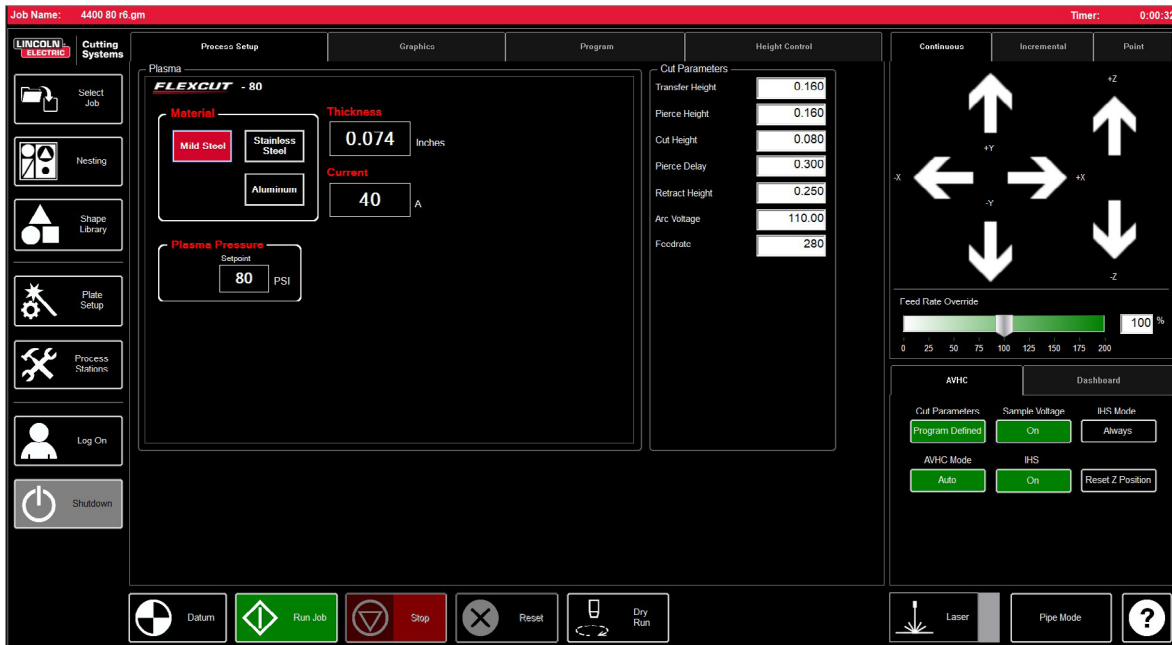 Job Name: 4400 80 r6.gm
Timer: 0:00:32
LINCOLN ELECTRIC
Cutting Systems
Select Job
Nesting
Shape Library
Plate Setup
Process Stations
Log On
Shutdown
Process Setup
Graphics
Program
Height Control
Plasma
FLEXCUT - 80
Material
Mild Steel
Stainless Steel
Aluminum
Thickness
0.074 Inches
Current
40 A
Plasma Pressure
Setpoint
80 PSI
Cut Parameters
Transfer Height 0.160
Pierce Height 0.160
Cut Height 0.080
Pierce Delay 0.300
Retract Height 0.250
Arc Voltage 110.00
Feedrate 280
Continuous
Incremental
Point
+Y
-X
+X
-Y
+Z
-Z
Feed Rate Override
100 %
0 25 50 75 100 125 150 175 200
AVHC
Dashboard
Cut Parameters
Program Defined
Sample Voltage
On
IHS Mode
Always
AVHC Mode
Auto
IHS
On
Reset Z Position
Datum
Run Job
Stop
Reset
Dry Run
Laser
Pipe Mode
?